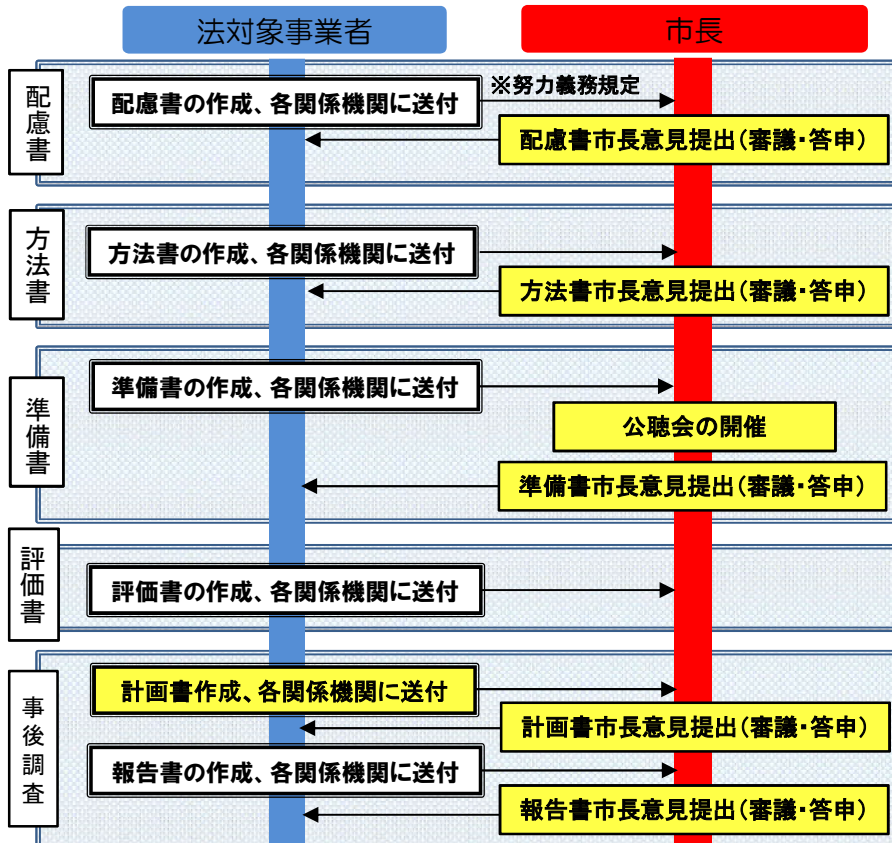 法対象事業者
市長
配慮書
配慮書の作成、各関係機関に送付
※努力義務規定
配慮書市長意見提出(審議・答申)
方法書
方法書の作成、各関係機関に送付
方法書市長意見提出(審議・答申)
準備書
準備書の作成、各関係機関に送付
公聴会の開催
準備書市長意見提出(審議・答申)
評価書
評価書の作成、各関係機関に送付
事後調査
計画書作成、各関係機関に送付
計画書市長意見提出(審議・答申)
報告書の作成、各関係機関に送付
報告書市長意見提出(審議・答申)